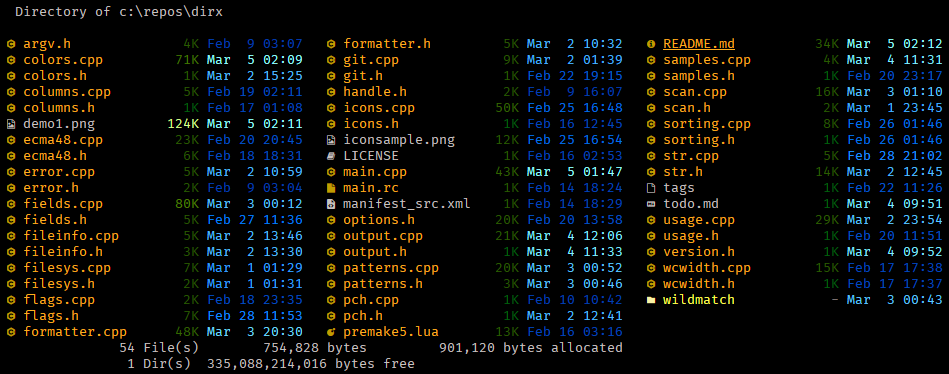 Directory of c:\repos\dirx
argv.h 4K Feb 9 03:07 formatter.h 5K Mar 2 10:32 README.md 34K Mar 5 02:12
colors.cpp 71K Mar 5 02:09 git.cpp 9K Mar 2 01:39 samples.cpp 4K Mar 4 11:31
colors.h 1K Mar 2 15:25 git.h 2K Feb 22 19:15 samples.h 1K Feb 20 23:17
columns.cpp 5K Feb 19 02:11 handle.h 2K Feb 9 16:07 scan.cpp 16K Mar 3 01:10
columns.h 1K Feb 17 01:08 icons.cpp 50K Feb 25 16:48 scan.h 2K Mar 1 23:45
demo1.png 124K Mar 5 02:11 icons.h 1K Feb 16 12:45 sorting.cpp 8K Feb 26 01:46
ecma48.cpp 23K Feb 20 20:45 iconsample.png 12K Feb 25 16:54 sorting.h 1K Feb 26 01:46
ecma48.h 6K Feb 18 18:31 LICENSE 1K Feb 16 02:53 str.cpp 5K Feb 28 21:02
error.cpp 5K Mar 2 10:59 main.cpp 43K Mar 5 01:47 str.h 14K Mar 2 12:45
error.h 2K Feb 9 03:04 main.rc 1K Feb 14 18:24 tags 1K Feb 22 11:26
fields.cpp 80K Mar 3 00:12 manifest_src.xml 1K Feb 14 18:29 todo.md 1K Mar 4 09:51
fields.h 5K Feb 27 11:36 options.h 20K Feb 20 13:58 usage.cpp 29K Mar 2 23:54
fileinfo.cpp 5K Mar 2 13:46 output.cpp 21K Mar 4 12:06 usage.h 1K Feb 20 11:51
fileinfo.h 3K Mar 2 13:30 output.h 1K Mar 4 11:33 version.h 1K Mar 4 09:52
filesys.cpp 7K Mar 1 01:29 patterns.cpp 20K Mar 3 00:52 wcwidth.cpp 15K Feb 17 17:38
filesys.h 2K Mar 1 01:31 patterns.h 3K Mar 3 00:46 wcwidth.h 1K Feb 17 17:37
flags.cpp 2K Feb 18 23:35 pch.cpp 1K Feb 10 10:42 wildmatch - Mar 3 00:43
flags.h 7K Feb 28 11:53 pch.h 1K Mar 2 12:41
formatter.cpp 48K Mar 3 20:30 premake5.lua 13K Feb 16 03:16
54 File(s) 754,828 bytes 901,120 bytes allocated
1 Dir(s) 335,088,214,016 bytes free